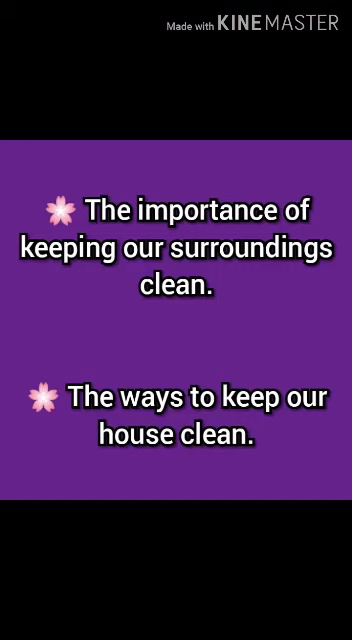 Made with KINEMASTER
🌸 The importance of
keeping our surroundings
clean.
🌸 The ways to keep our
house clean.